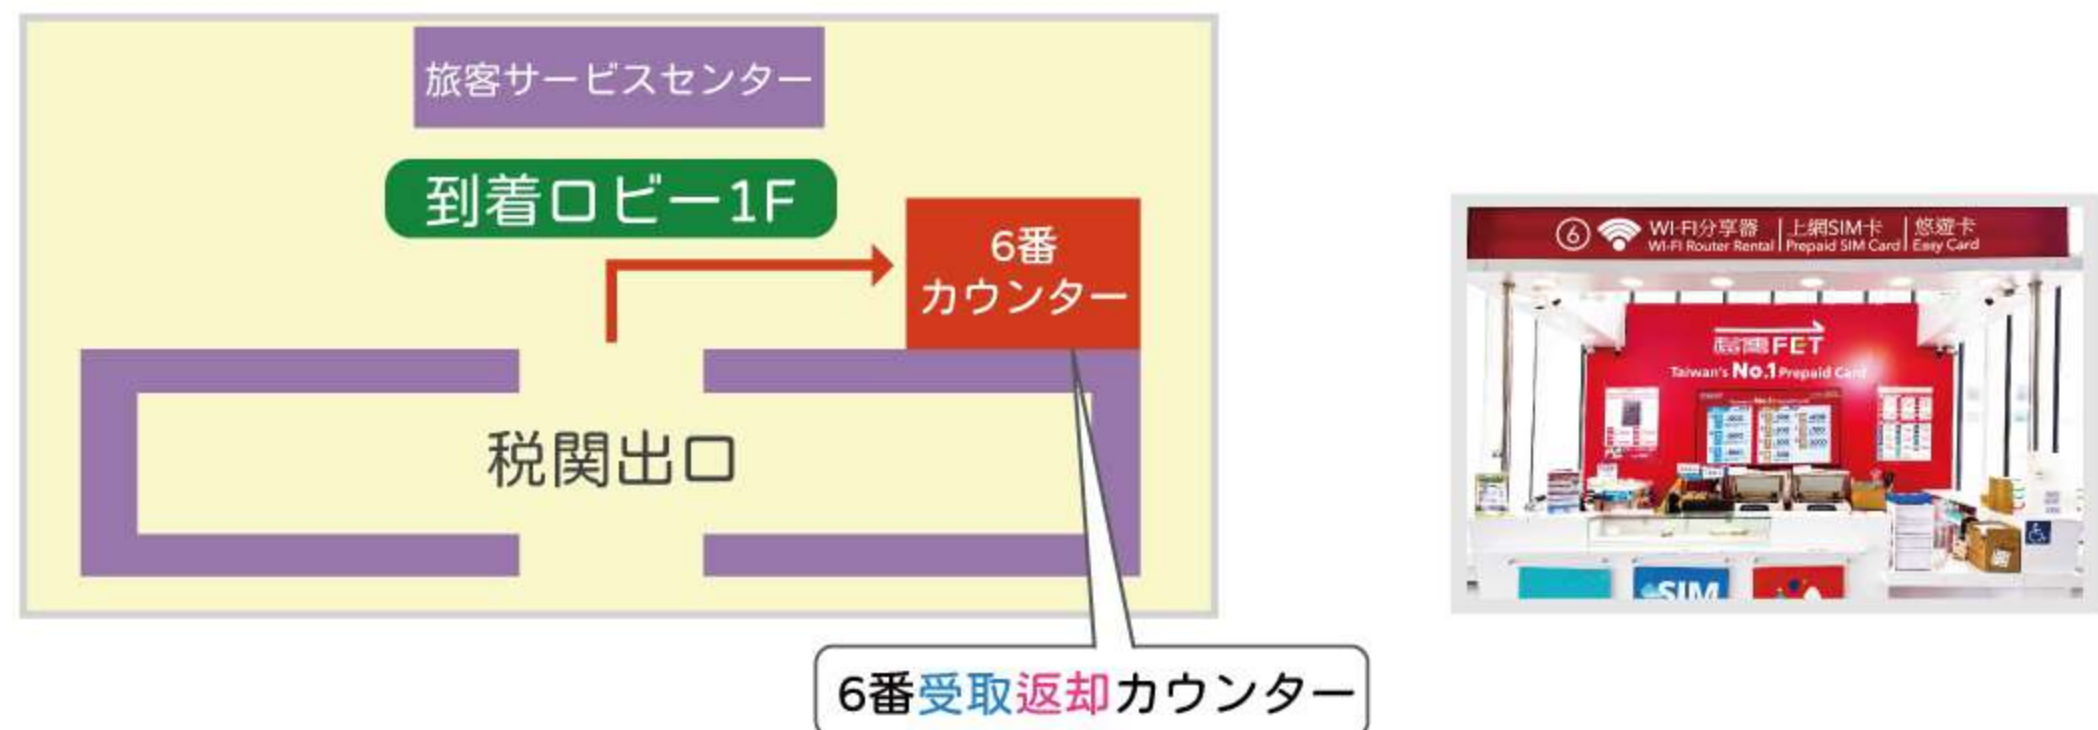 旅客サービスセンター
到着ロビー1F
6番
カウンター
税関出口
6番受取返却カウンター
6 WI-FI分享器 上網SIM卡 悠遊卡
WI-FI Router Rental Prepaid SIM Card Easy Card
遠傳FET
Taiwan's No.1 Prepaid Card
SIM